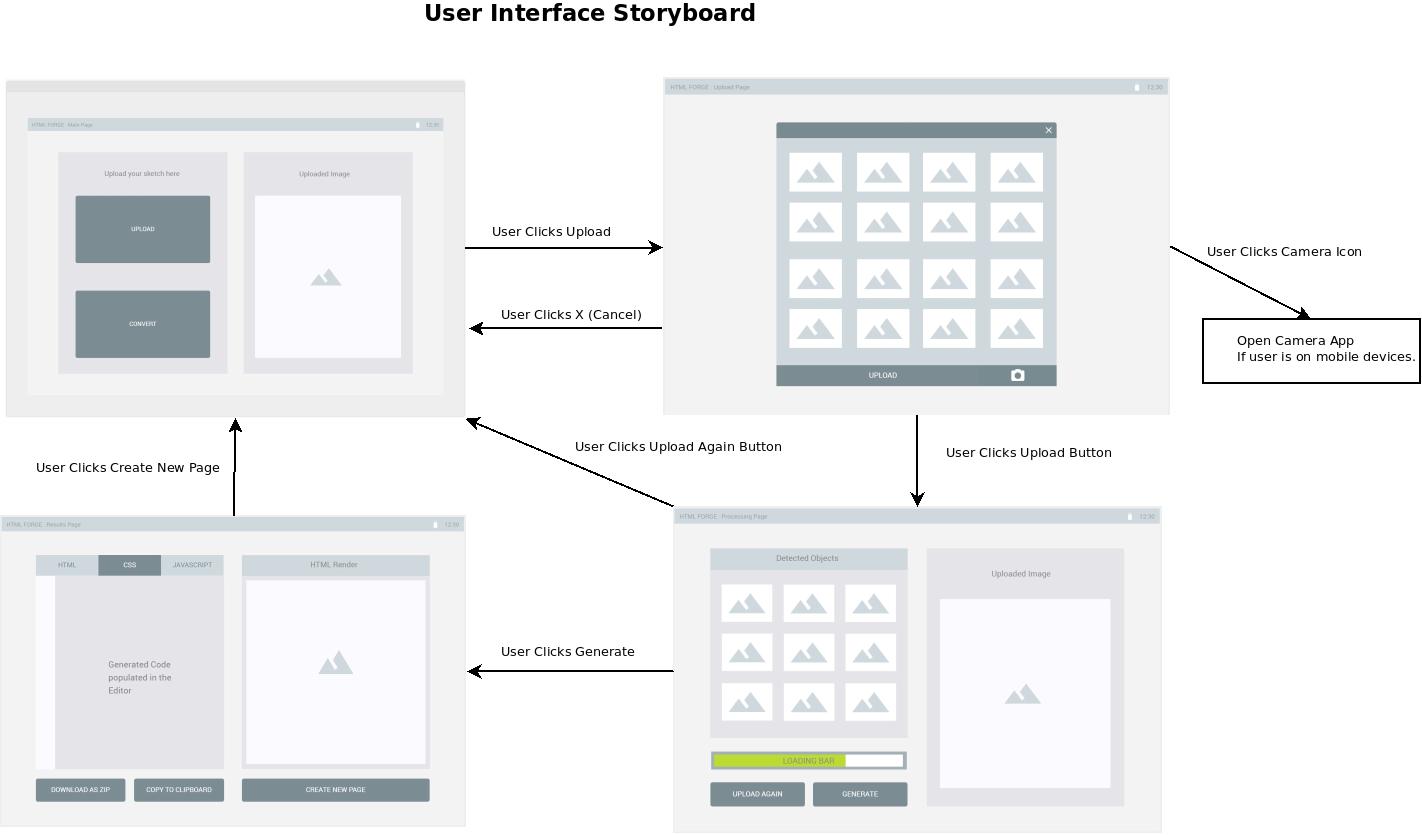 User Interface Storyboard
HTML FORGE Main Page
12:30
Upload your sketch here
UPLOAD
CONVERT
Uploaded Image
User Clicks Upload
User Clicks X (Cancel)
HTML FORGE Upload Page
12:30
UPLOAD
User Clicks Camera Icon
Open Camera App
If user is on mobile devices.
User Clicks Create New Page
User Clicks Upload Again Button
User Clicks Upload Button
HTML FORGE Results Page
12:30
HTML
CSS
JAVASCRIPT
Generated Code
populated in the
Editor
HTML Render
DOWNLOAD AS ZIP
COPY TO CLIPBOARD
CREATE NEW PAGE
User Clicks Generate
HTML FORGE Processing Page
12:30
Detected Objects
LOADING BAR
UPLOAD AGAIN
GENERATE
Uploaded Image